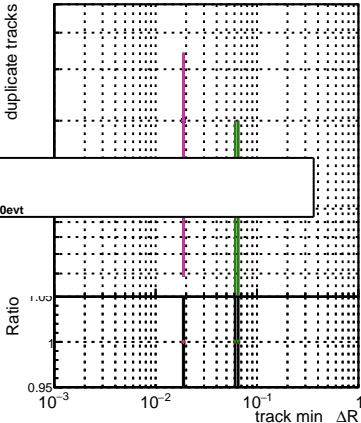 duplicate tracks
0evt
1.05
Ratio
1
0.95
10⁻³
10⁻²
10⁻¹
1
track min ΔR